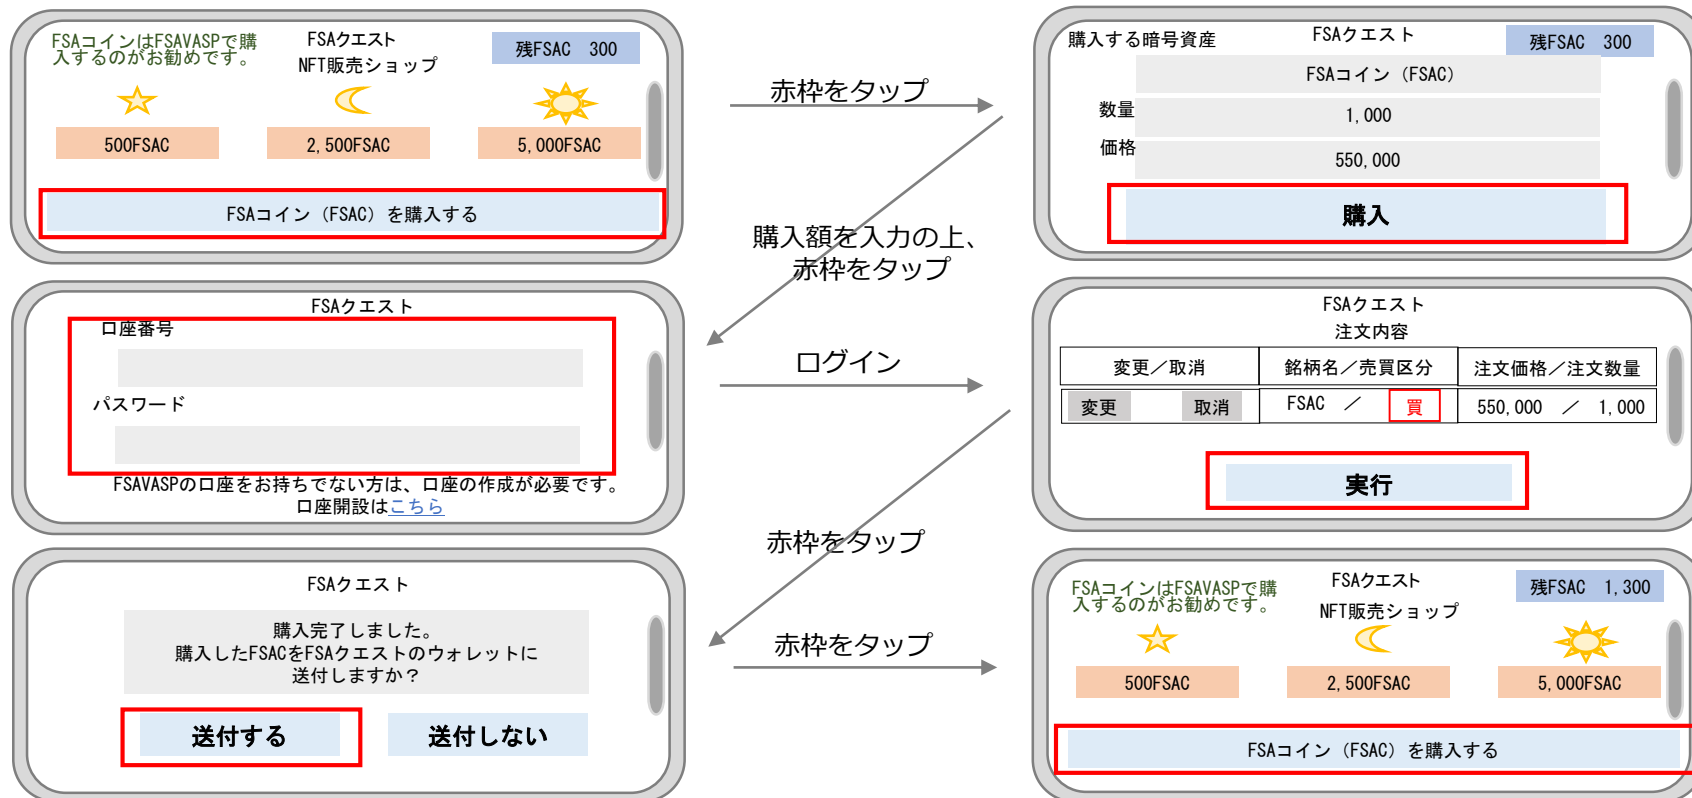 FSAコインはFSAVASPで購
入するのがお勧めです。
FSAクエスト
NFT販売ショップ
残FSAC 300
500FSAC
2,500FSAC
5,000FSAC
FSAコイン（FSAC）を購入する
赤枠をタップ
購入する暗号資産
FSAクエスト
残FSAC 300
FSAコイン（FSAC）
数量
1,000
価格
550,000
購入
購入額を入力の上、
赤枠をタップ
FSAクエスト
口座番号
パスワード
FSAVASPの口座をお持ちでない方は、口座の作成が必要です。
口座開設はこちら
ログイン
FSAクエスト
注文内容
変更／取消
銘柄名／売買区分
注文価格／注文数量
変更
取消
FSAC ／ 買
550,000 ／ 1,000
実行
赤枠をタップ
FSAクエスト
購入完了しました。
購入したFSACをFSAクエストのウォレットに
送付しますか？
送付する
送付しない
赤枠をタップ
FSAコインはFSAVASPで購
入するのがお勧めです。
FSAクエスト
NFT販売ショップ
残FSAC 1,300
500FSAC
2,500FSAC
5,000FSAC
FSAコイン（FSAC）を購入する